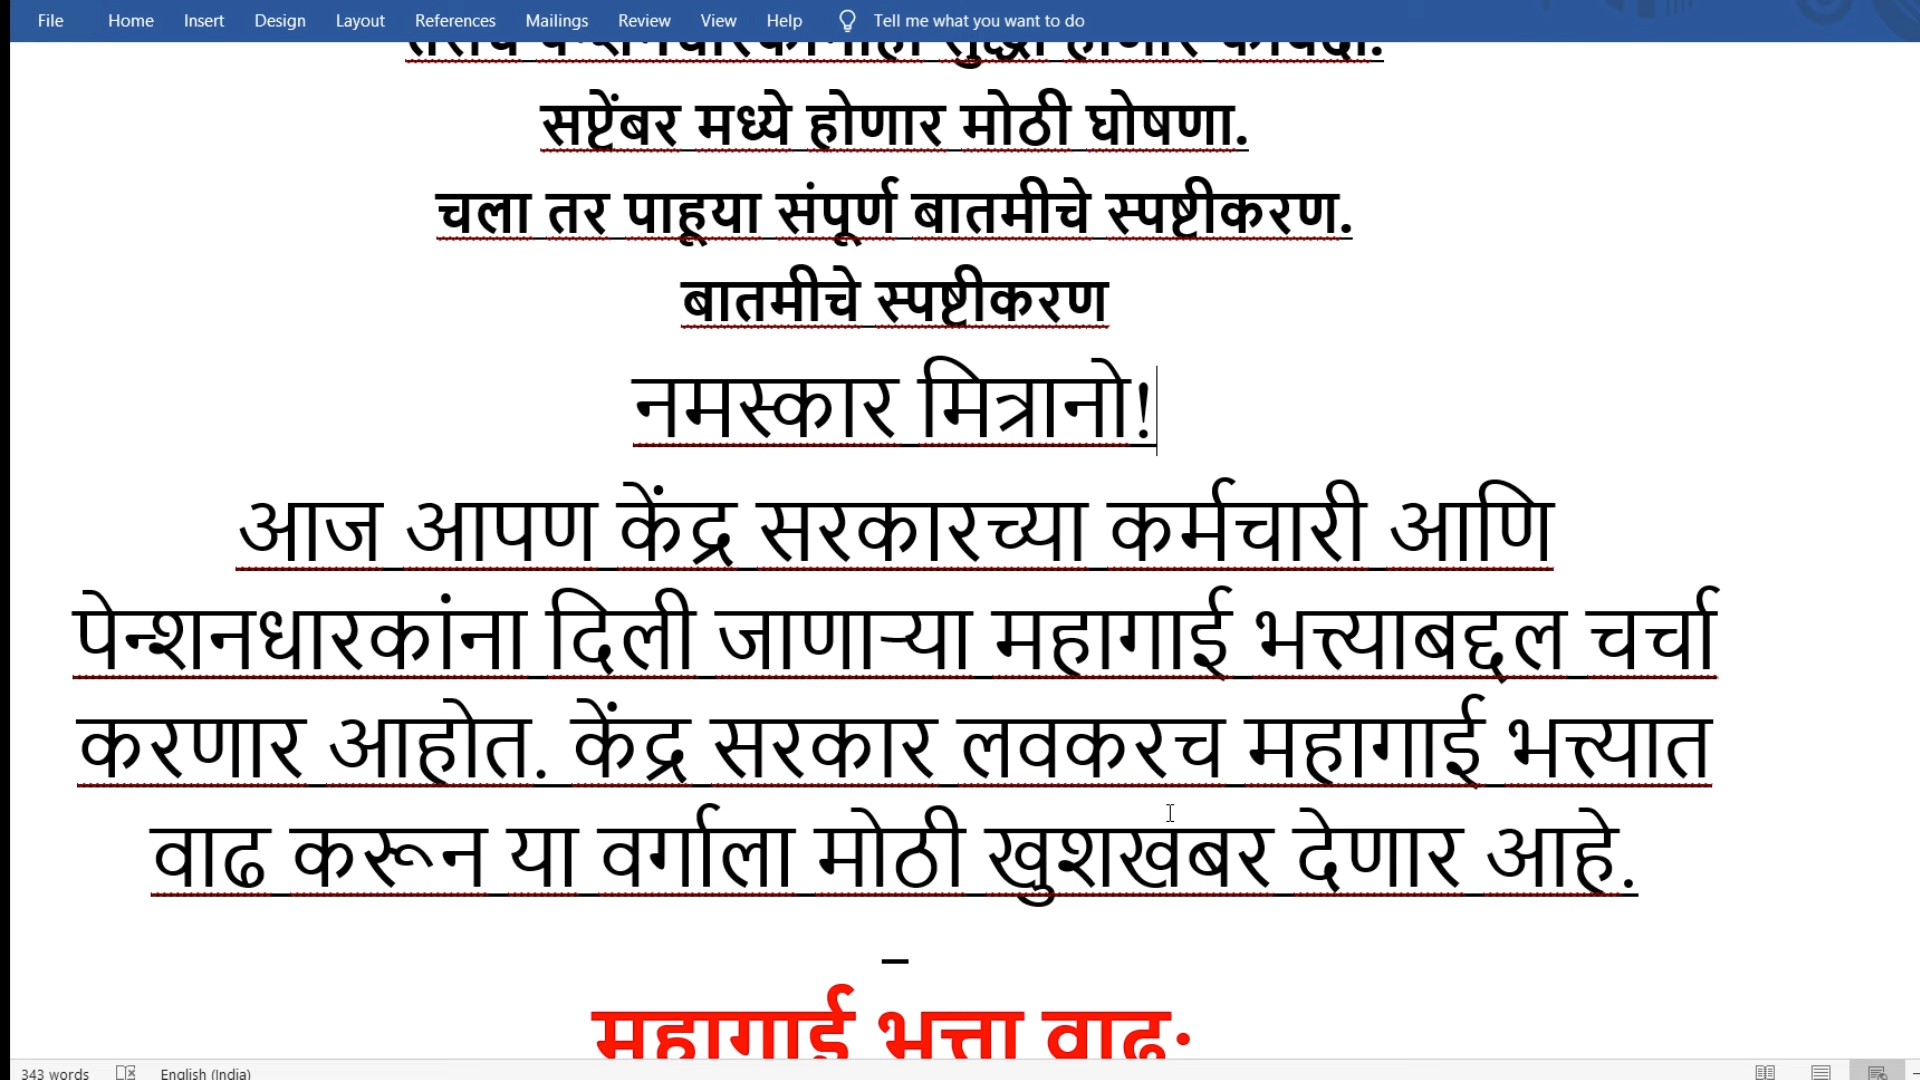 File Home Insert Design Layout References Mailings Review View Help Tell me what you want to do
सप्टेंबर मध्ये होणार मोठी घोषणा.
चला तर पाहूया संपूर्ण बातमीचे स्पष्टीकरण.
बातमीचे स्पष्टीकरण
नमस्कार मित्रानो!
आज आपण केंद्र सरकारच्या कर्मचारी आणि
पेन्शनधारकांना दिली जाणाऱ्या महागाई भत्त्याबद्दल चर्चा
करणार आहोत. केंद्र सरकार लवकरच महागाई भत्त्यात
वाढ करून या वर्गाला मोठी खुशखबर देणार आहे.
महागाई भत्ता वाढ:
343 words English (India)